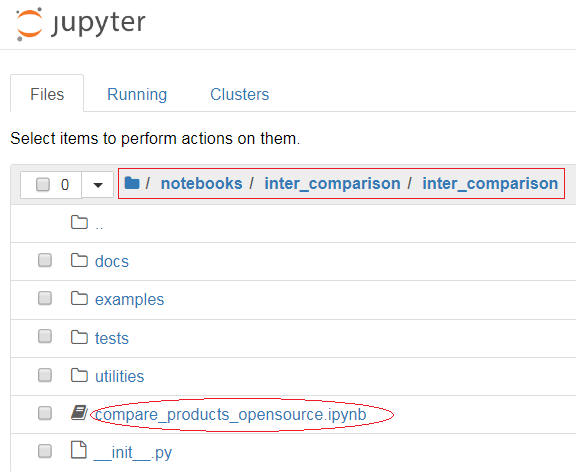 jupyter
Files Running Clusters
Select items to perform actions on them.
0 / notebooks / inter_comparison / inter_comparison
..
docs
examples
tests
utilities
compare_products_opensource.ipynb
__init__.py